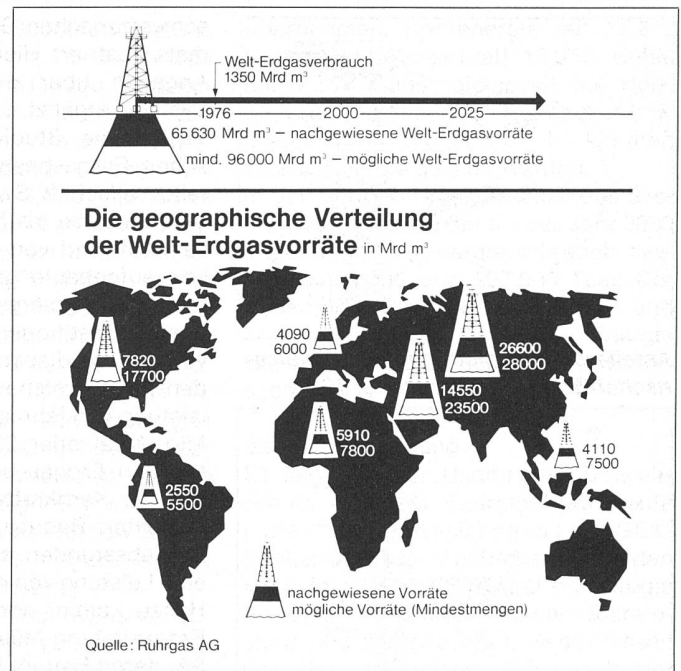 Welt-Erdgasverbrauch
1350 Mrd m³
1976 2000 2025
65 630 Mrd m³ – nachgewiesene Welt-Erdgasvorräte
mind. 96 000 Mrd m³ – mögliche Welt-Erdgasvorräte
Die geographische Verteilung
der Welt-Erdgasvorräte in Mrd m³
7820
17700
4090
6000
26600
28000
14550
23500
5910
7800
4110
7500
2550
5500
nachgewiesene Vorräte
mögliche Vorräte (Mindestmengen)
Quelle: Ruhrgas AG